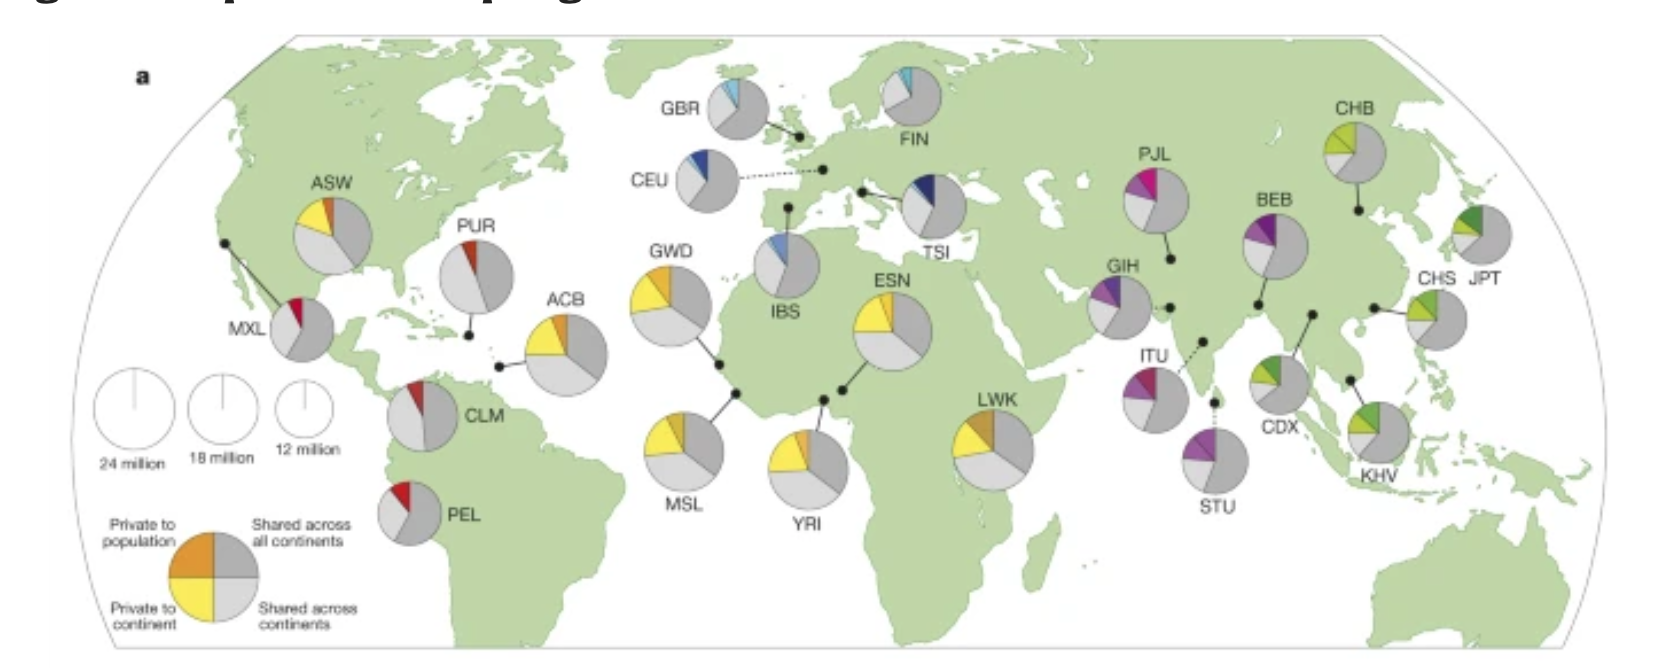 a
GBR
FIN
CHB
CEU
PJL
ASW
BEB
PUR
GWD
TSI
GIH
ESN
CHS
JPT
ACB
IBS
MXL
ITU
LWK
CLM
CDX
24 million
18 million
12 million
KHV
MSL
STU
PEL
YRI
Private to
population
Shared across
all continents
Private to
continent
Shared across
continents